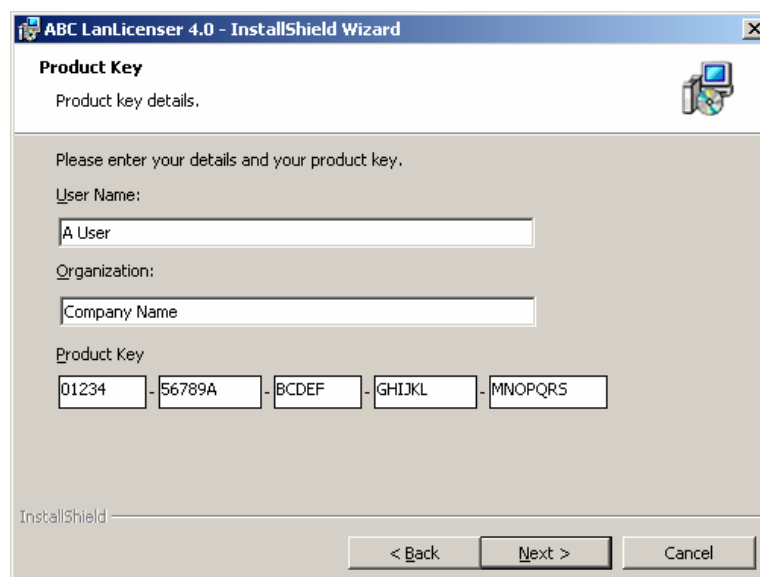 ABC LanLicenser 4.0 - InstallShield Wizard
Product Key
Product key details.
Please enter your details and your product key.
User Name:
A User
Organization:
Company Name
Product Key
01234 - 56789A - BCDEF - GHIJKL - MNOPQRS
InstallShield
< Back Next > Cancel